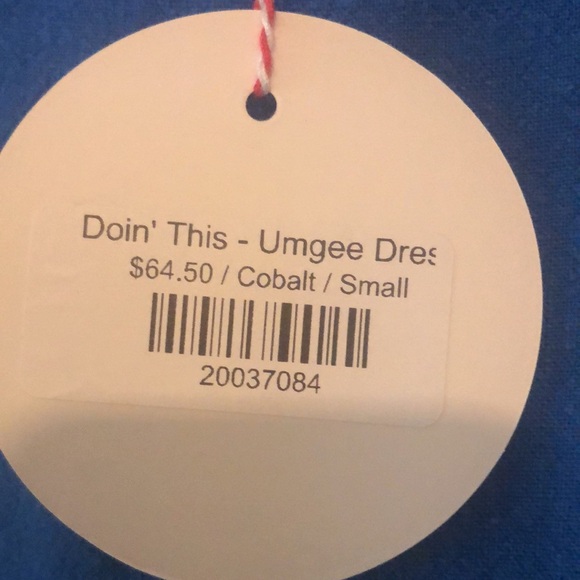 Doin' This - Umgee Dres
$64.50 / Cobalt / Small
20037084